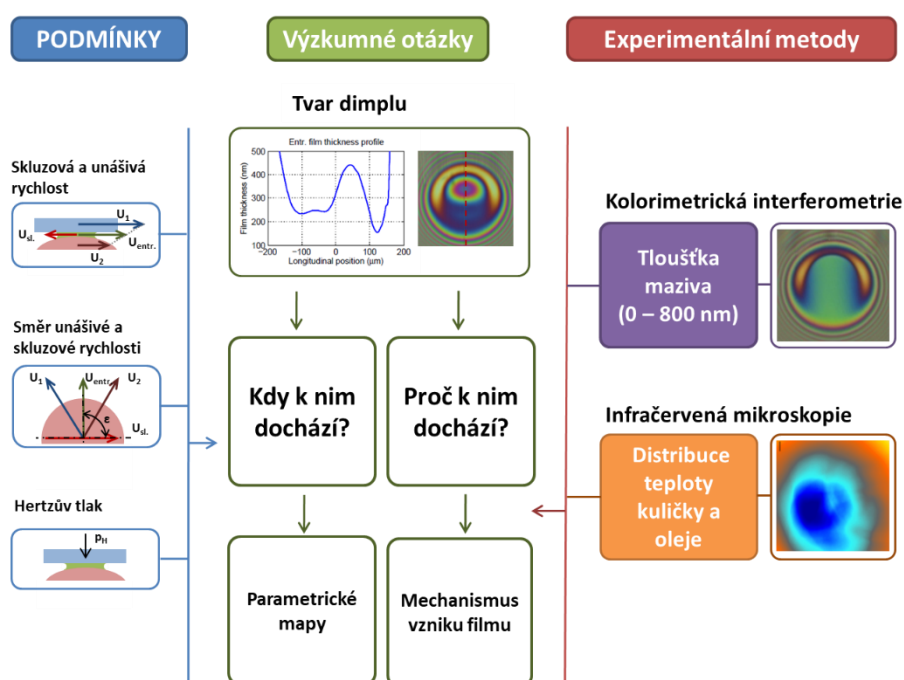 PODMÍNKY
Výzkumné otázky
Experimentální metody
Skluzová a unášivá
rychlost
U1
Usl.
Uentr.
U2
Směr unášivé a
skluzové rychlosti
U1
Uentr.
U2
ε
Usl.
Hertzův tlak
pH
Tvar dimplu
Entr. film thickness profile
Film thickness (nm)
500
400
300
200
100
−200
−100
0
100
200
Longitudinal position (μm)
Kdy k nim
dochází?
Proč k nim
dochází?
Parametrické
mapy
Mechanismus
vzniku filmu
Kolorimetrická interferometrie
Tloušťka
maziva
(0 – 800 nm)
Infračervená mikroskopie
Distribuce
teploty
kuličky a
oleje